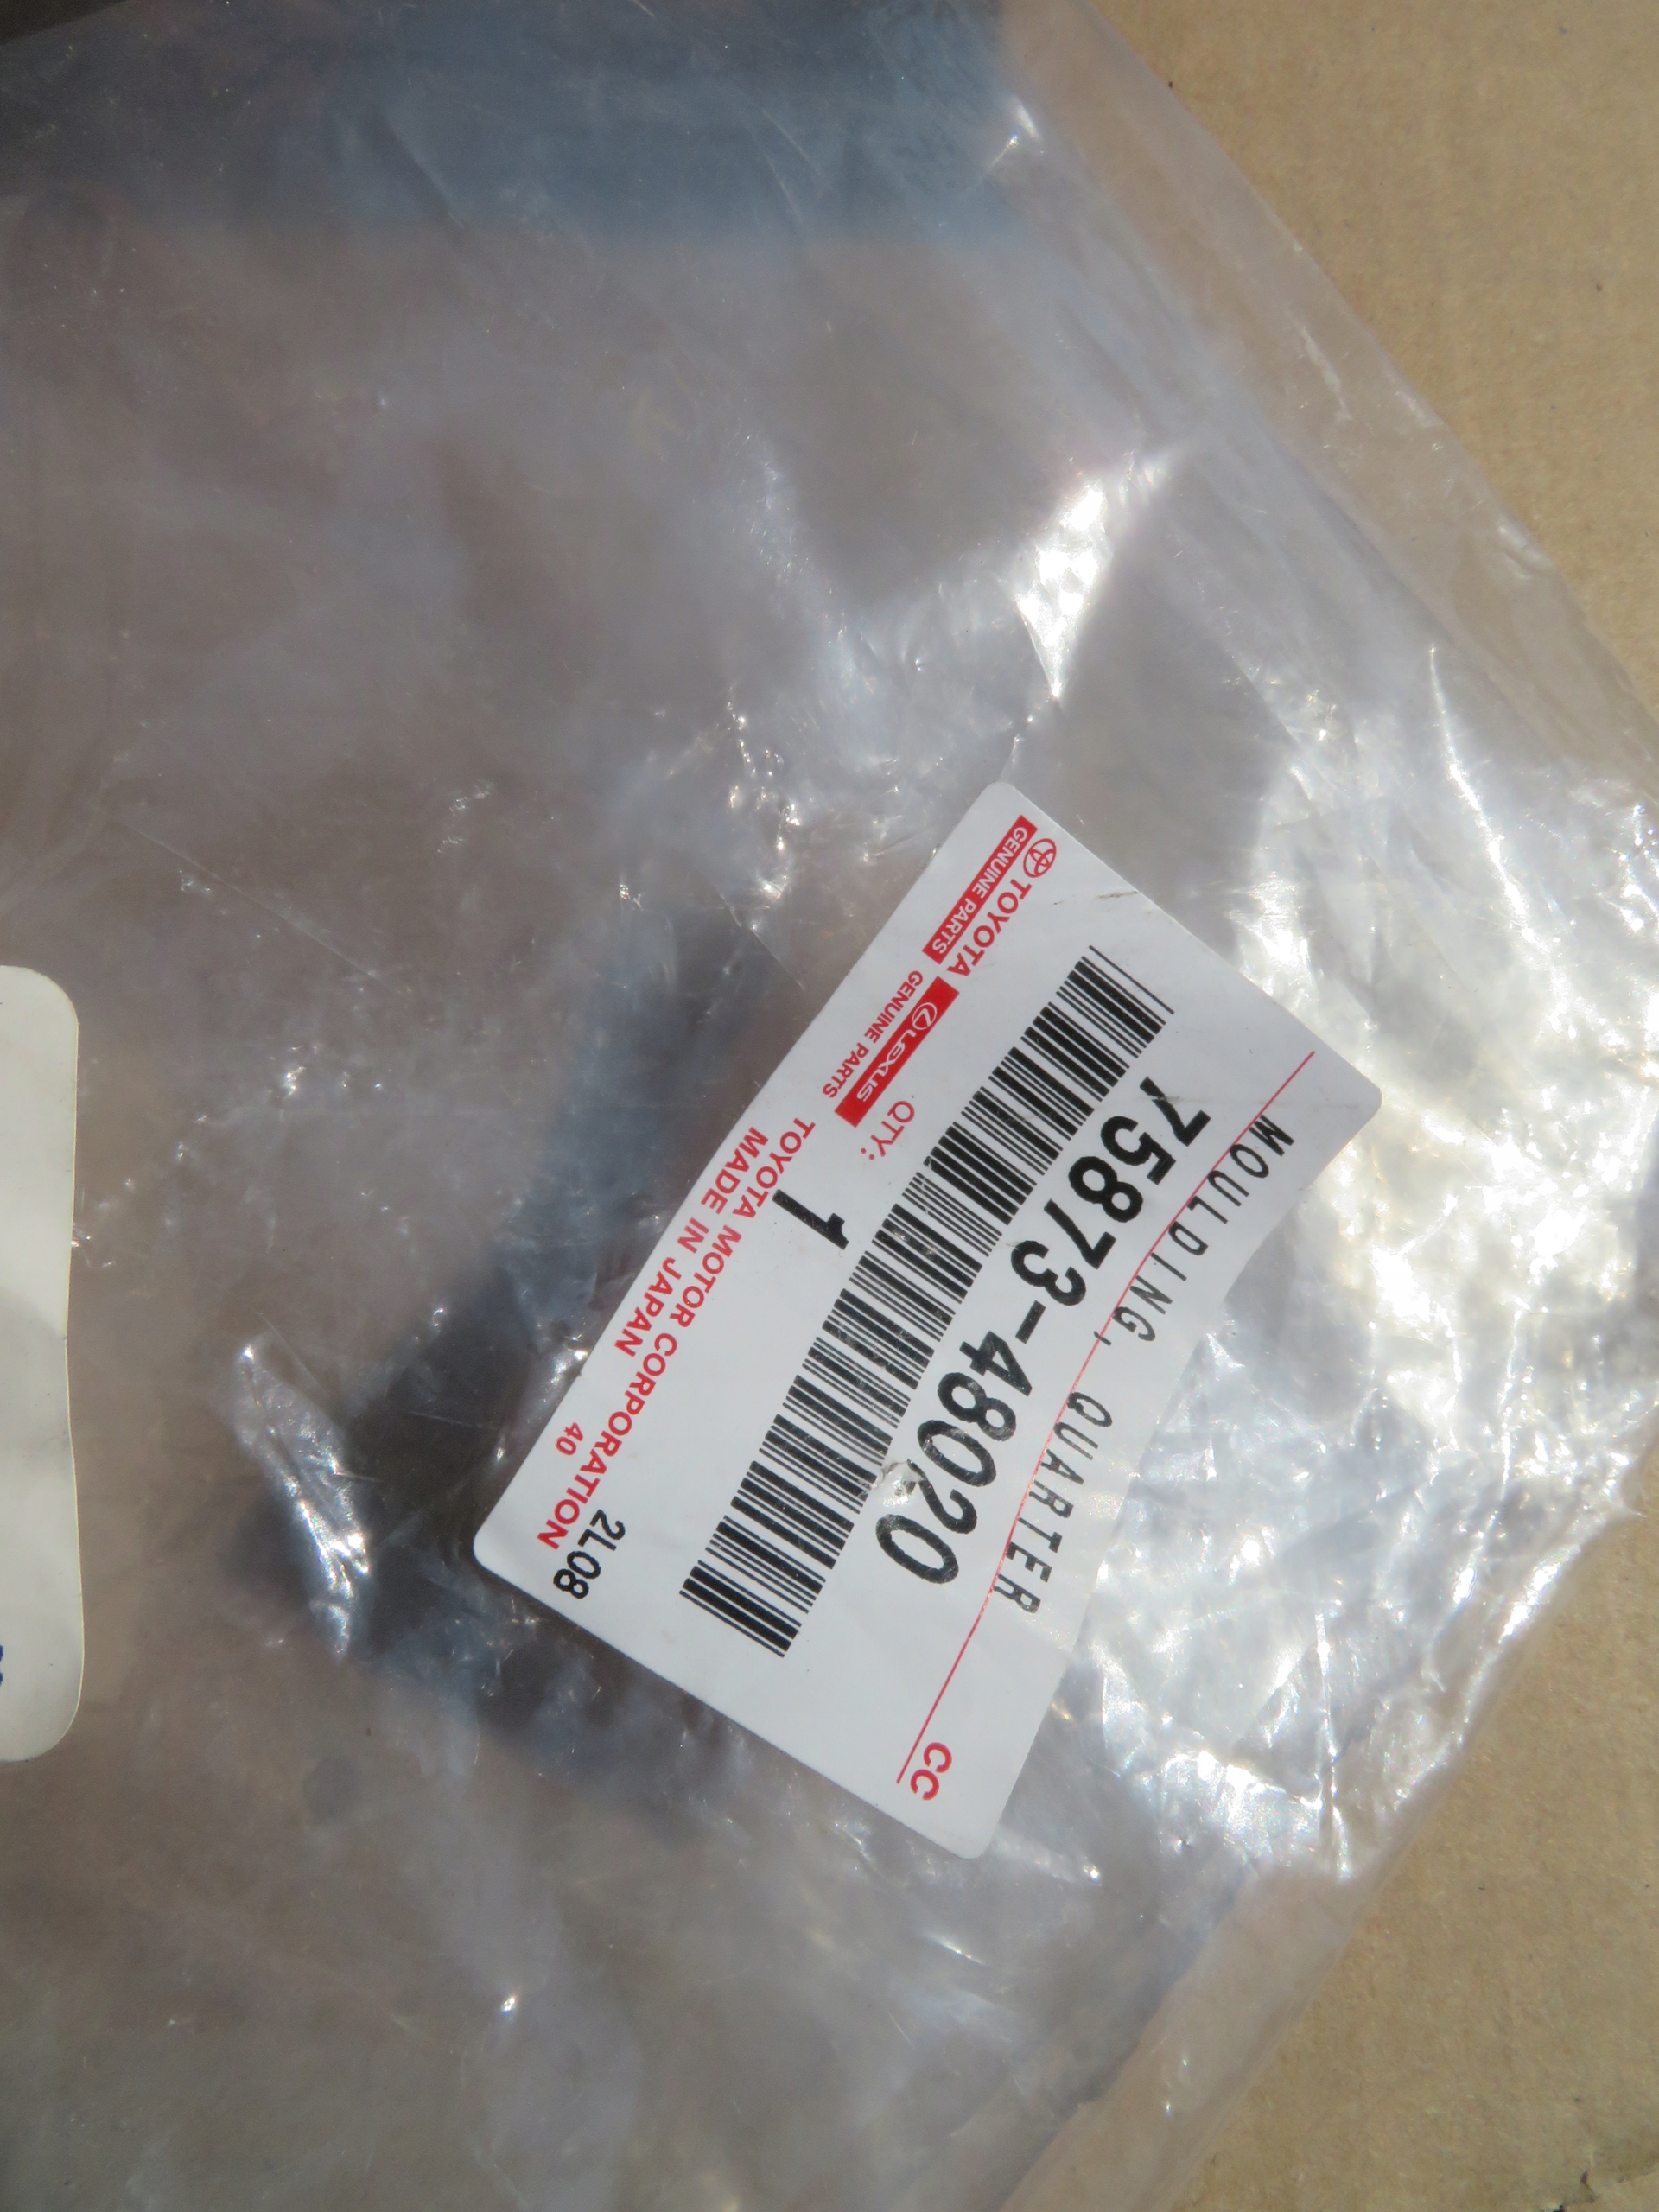 MOULDING, QUARTER
CC
75873-48020
TOYOTA
GENUINE PARTS
LEXUS
GENUINE PARTS
QTY:
1
TOYOTA MOTOR CORPORATION
MADE IN JAPAN
40
2L08